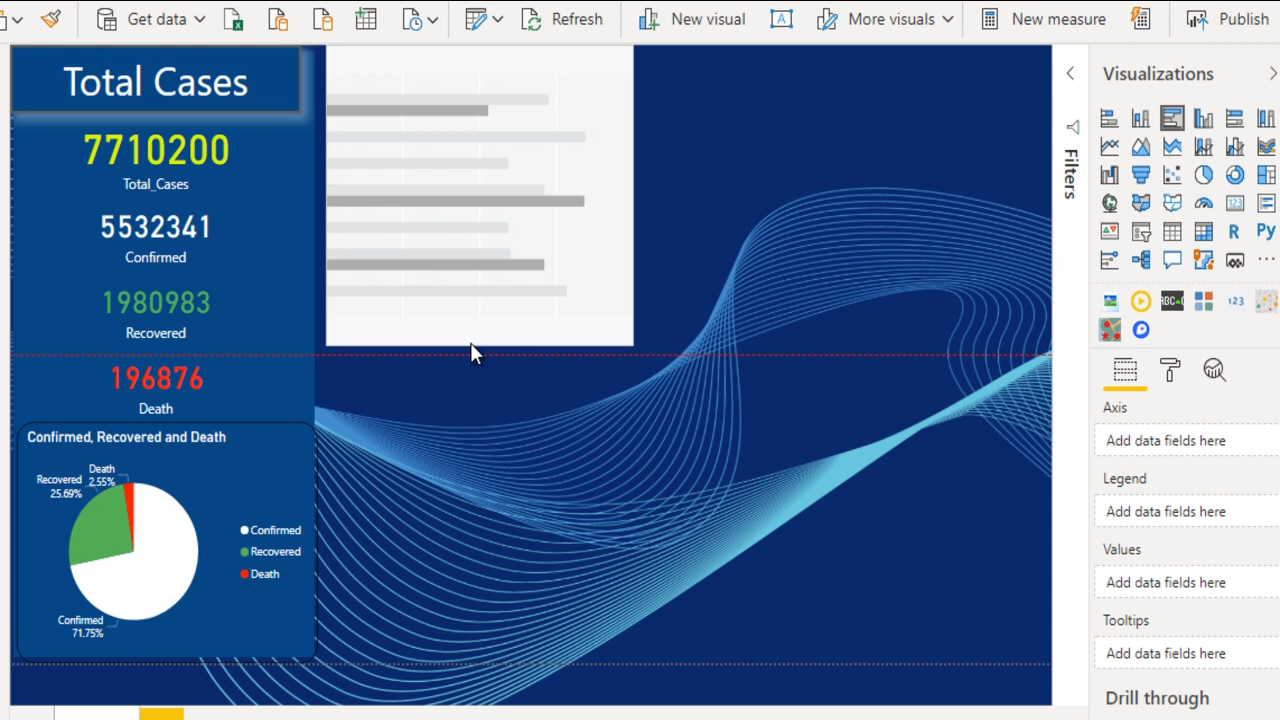 Get data
Refresh
New visual
A
More visuals
New measure
Publish
Total Cases
7710200
Total_Cases
5532341
Confirmed
1980983
Recovered
196876
Death
Confirmed, Recovered and Death
Death
2.55%
Recovered
25.69%
Confirmed
71.75%
Confirmed
Recovered
Death
Filters
Visualizations
123
R
Py
123
Axis
Add data fields here
Legend
Add data fields here
Values
Add data fields here
Tooltips
Add data fields here
Drill through